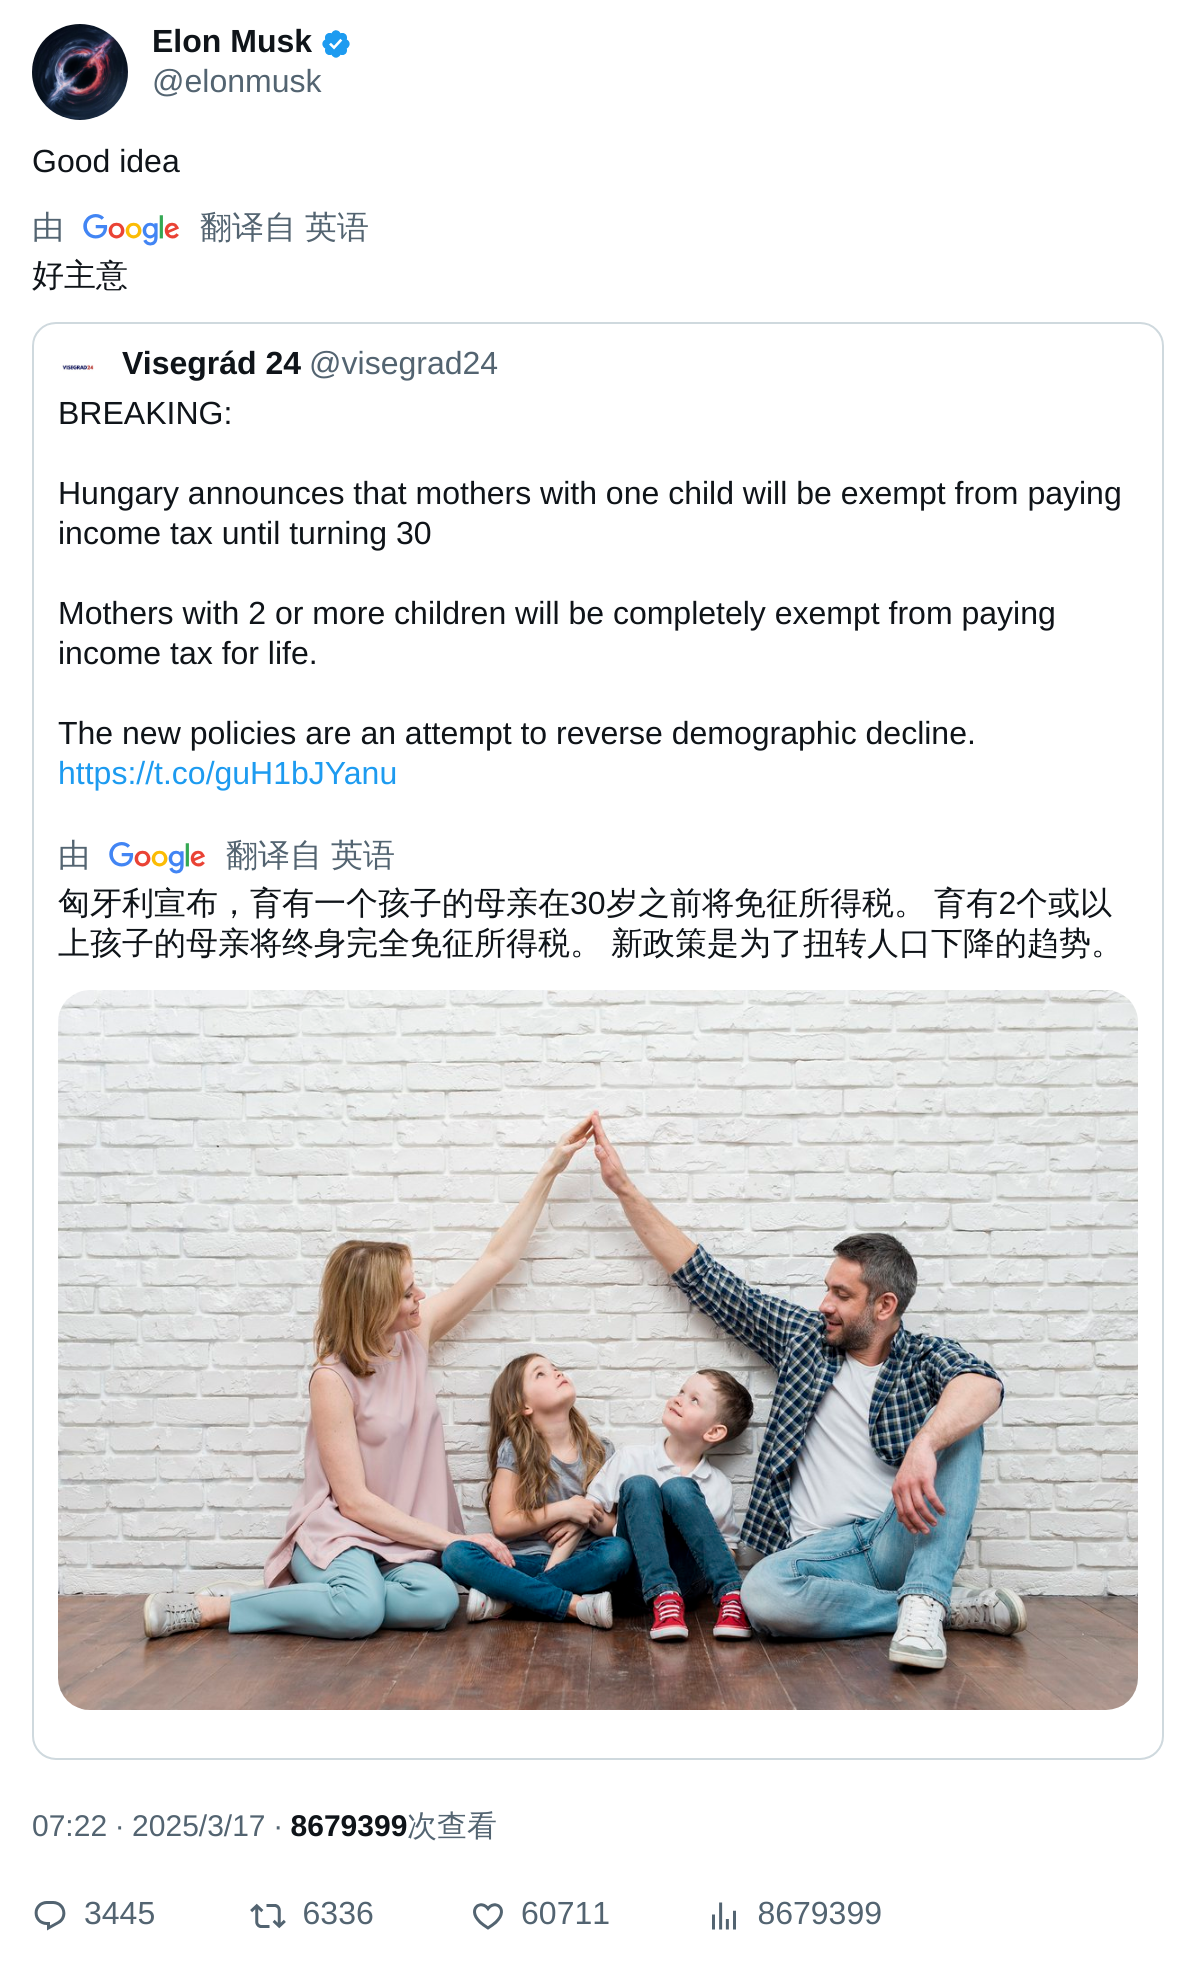 Elon Musk
@elonmusk
Good idea
由 Google 翻译自 英语
好主意
VISEGRAD24
Visegrád 24 @visegrad24
BREAKING:
Hungary announces that mothers with one child will be exempt from paying
income tax until turning 30
Mothers with 2 or more children will be completely exempt from paying
income tax for life.
The new policies are an attempt to reverse demographic decline.
https://t.co/guH1bJYanu
由 Google 翻译自 英语
匈牙利宣布，育有一个孩子的母亲在30岁之前将免征所得税。 育有2个或以
上孩子的母亲将终身完全免征所得税。 新政策是为了扭转人口下降的趋势。
07:22 · 2025/3/17 · 8679399次查看
3445 6336 60711 8679399